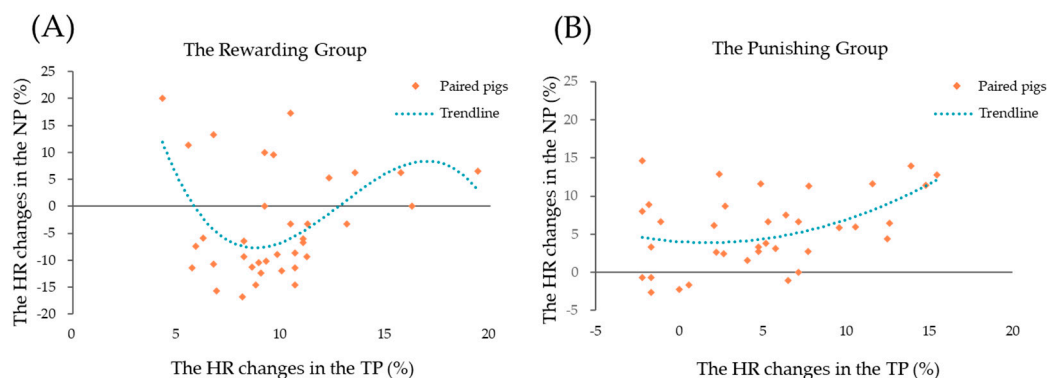 (A)
The Rewarding Group
The HR changes in the NP (%)
25
20
15
10
5
0
-5
-10
-15
-20
0
5
10
15
20
The HR changes in the TP (%)
Paired pigs
Trendline
(B)
The Punishing Group
The HR changes in the NP (%)
25
20
15
10
5
0
-5
-5
0
5
10
15
20
The HR changes in the TP (%)
Paired pigs
Trendline